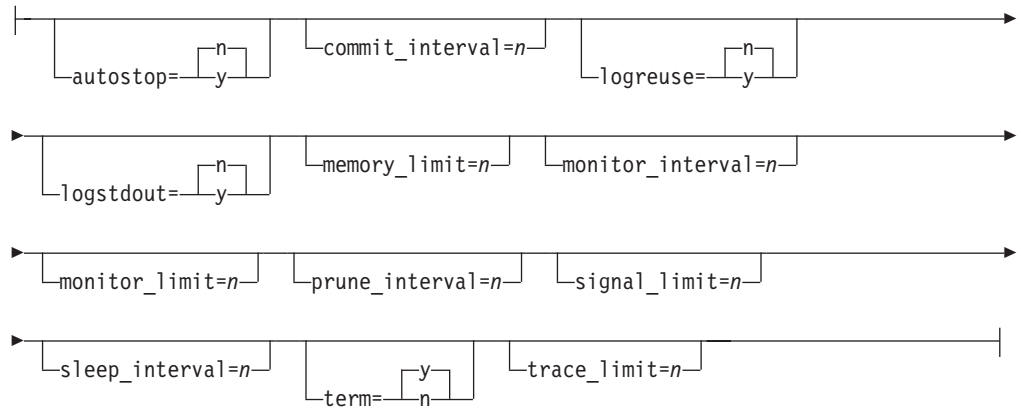 n n
autostop= y commit_interval=n logreuse= y
n
logstdout= y memory_limit=n monitor_interval=n
monitor_limit=n prune_interval=n signal_limit=n
sleep_interval=n y trace_limit=n
term= n